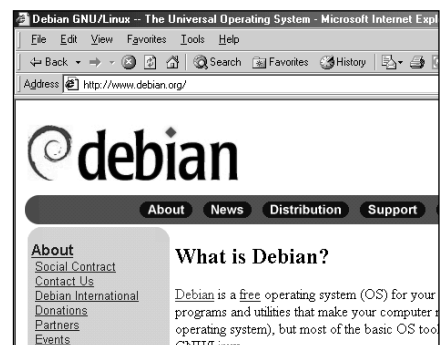 Debian GNU/Linux -- The Universal Operating System - Microsoft Internet Expl
File Edit View Favorites Tools Help
Back Search Favorites History
Address http://www.debian.org/
debian
About News Distribution Support
About
Social Contract
Contact Us
Debian International
Donations
Partners
Events
What is Debian?
Debian is a free operating system (OS) for your
programs and utilities that make your computer
operating system), but most of the basic OS tool